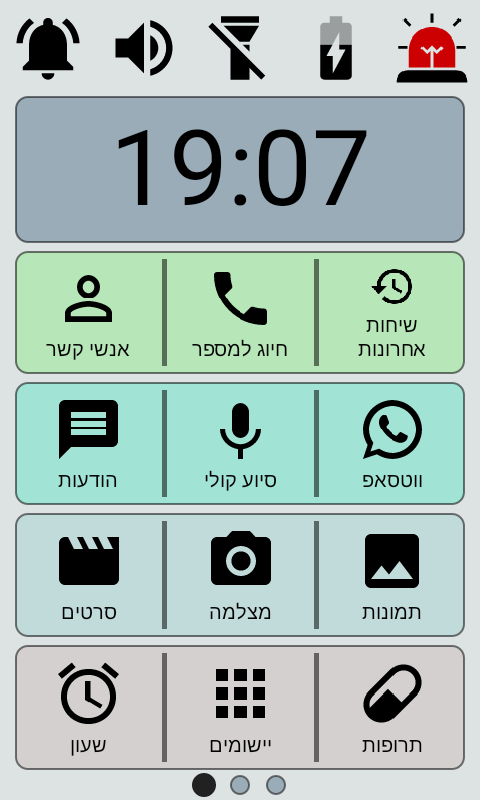 19:07
שיחות
אחרונות
חיוג למספר
אנשי קשר
ווטסאפ
סיוע קולי
הודעות
תמונות
מצלמה
סרטים
תרופות
יישומים
שעון